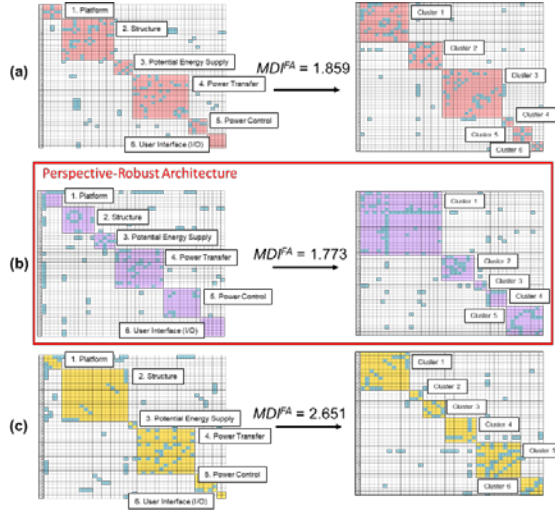 1. Platform
2. Structure
3. Potential Energy Supply
4. Power Transfer
5. Power Control
6. User Interface (I/O)
(a)
MDI^FA = 1.859
Cluster 1
Cluster 2
Cluster 3
Cluster 4
Cluster 5
Cluster 6
Perspective-Robust Architecture
1. Platform
2. Structure
3. Potential Energy Supply
4. Power Transfer
5. Power Control
6. User Interface (I/O)
(b)
MDI^FA = 1.773
Cluster 1
Cluster 2
Cluster 3
Cluster 4
Cluster 5
1. Platform
2. Structure
3. Potential Energy Supply
4. Power Transfer
5. Power Control
6. User Interface (I/O)
(c)
MDI^FA = 2.651
Cluster 1
Cluster 2
Cluster 3
Cluster 4
Cluster 5
Cluster 6